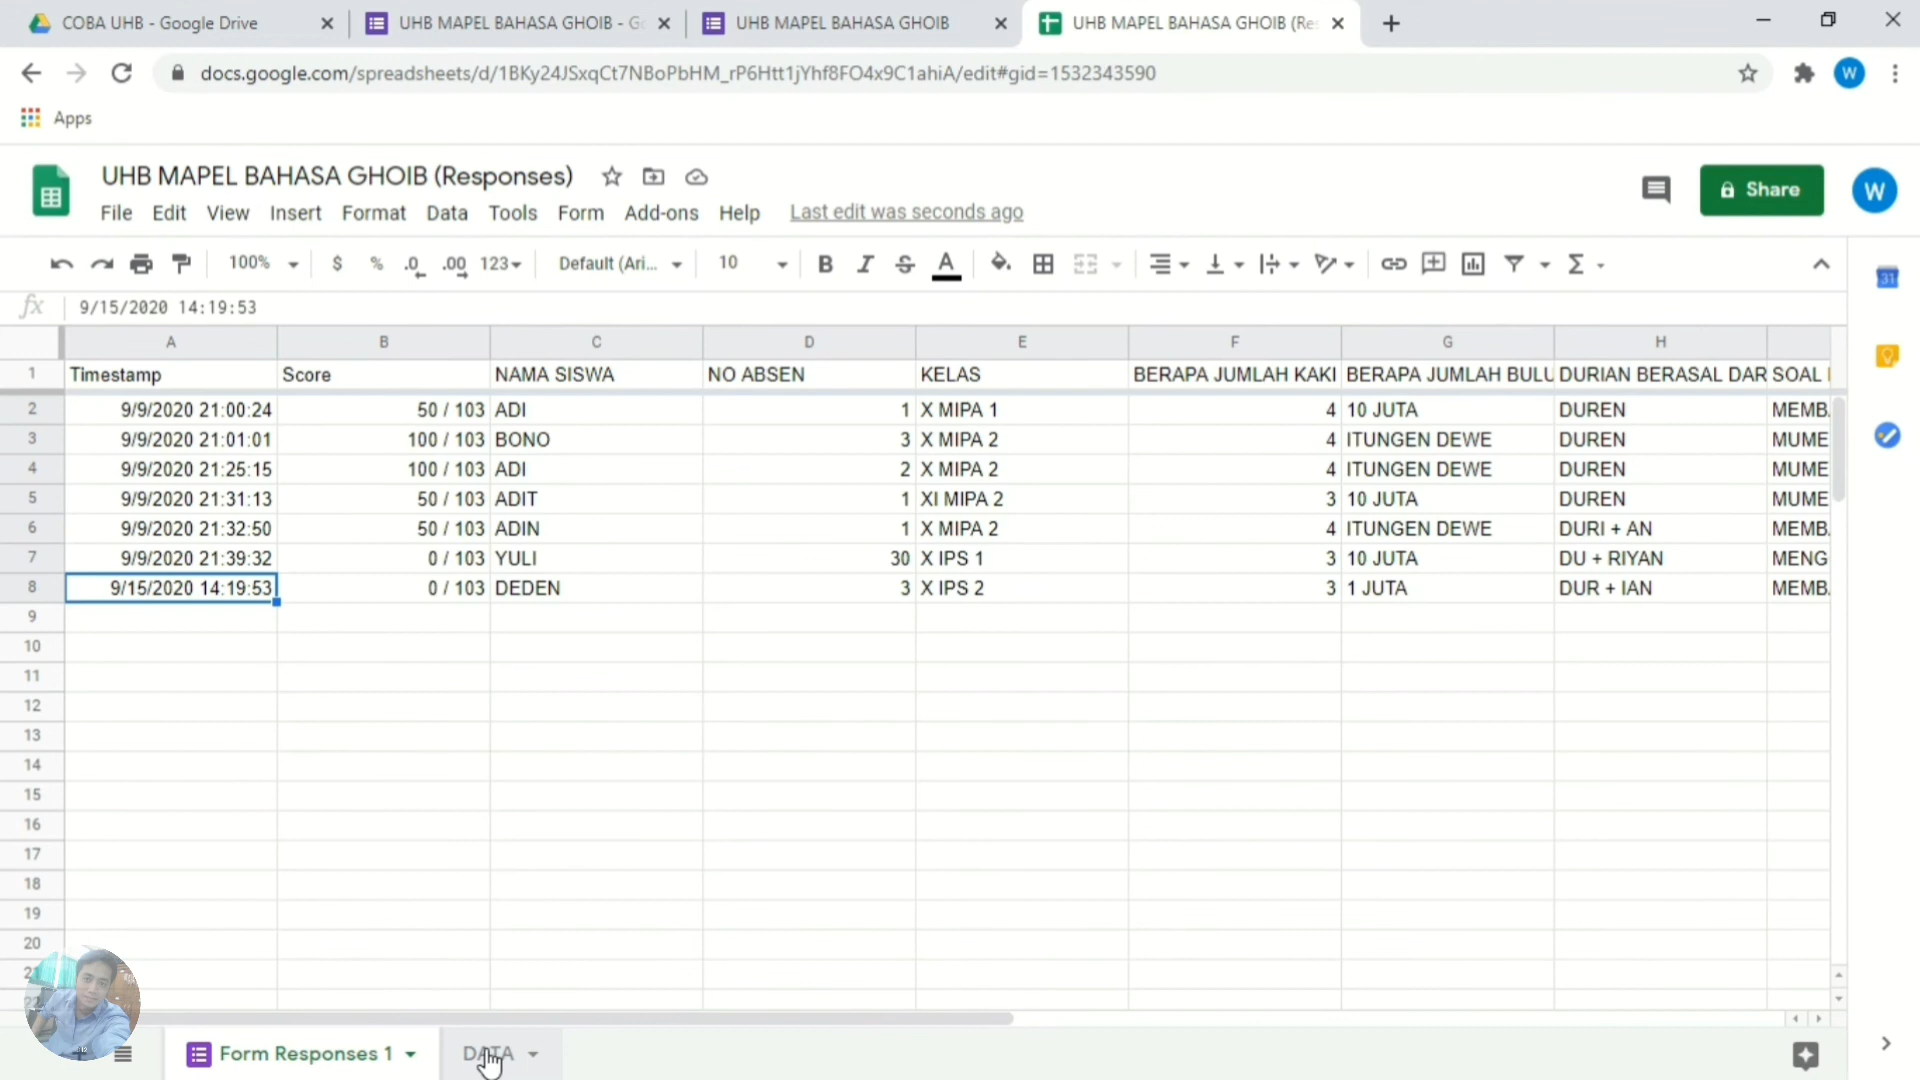 COBA UHB - Google Drive
UHB MAPEL BAHASA GHOIB - Go
UHB MAPEL BAHASA GHOIB
UHB MAPEL BAHASA GHOIB (Res
docs.google.com/spreadsheets/d/1BKy24JSxqCt7NBoPbHM_rP6Htt1jYhf8FO4x9C1ahiA/edit#gid=1532343590
W
Apps
UHB MAPEL BAHASA GHOIB (Responses)
Share
W
File Edit View Insert Format Data Tools Form Add-ons Help Last edit was seconds ago
100% $ % .0 .00 123 Default (Ari... 10 B I S A Σ
31
fx 9/15/2020 14:19:53
A B C D E F G H
1 Timestamp Score NAMA SISWA NO ABSEN KELAS BERAPA JUMLAH KAKI BERAPA JUMLAH BULU DURIAN BERASAL DAR SOAL
2 9/9/2020 21:00:24 50 / 103 ADI 1 X MIPA 1 4 10 JUTA DUREN MEMB
3 9/9/2020 21:01:01 100 / 103 BONO 3 X MIPA 2 4 ITUNGEN DEWE DUREN MUME
4 9/9/2020 21:25:15 100 / 103 ADI 2 X MIPA 2 4 ITUNGEN DEWE DUREN MUME
5 9/9/2020 21:31:13 50 / 103 ADIT 1 XI MIPA 2 3 10 JUTA DUREN MUME
6 9/9/2020 21:32:50 50 / 103 ADIN 1 X MIPA 2 4 ITUNGEN DEWE DURI + AN MEMB
7 9/9/2020 21:39:32 0 / 103 YULI 30 X IPS 1 3 10 JUTA DU + RIYAN MENG
8 9/15/2020 14:19:53 0 / 103 DEDEN 3 X IPS 2 3 1 JUTA DUR + IAN MEMB
9
10
11
12
13
14
15
16
17
18
19
20
Form Responses 1 DATA